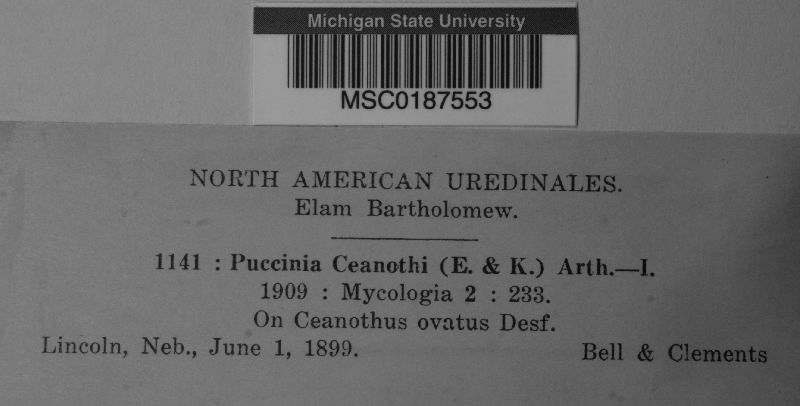 Michigan State University
MSC0187553
NORTH AMERICAN UREDINALES.
Elam Bartholomew.
1141 : Puccinia Ceanothi (E. & K.) Arth.—I.
1909 : Mycologia 2 : 233.
On Ceanothus ovatus Desf.
Lincoln, Neb., June 1, 1899. Bell & Clements